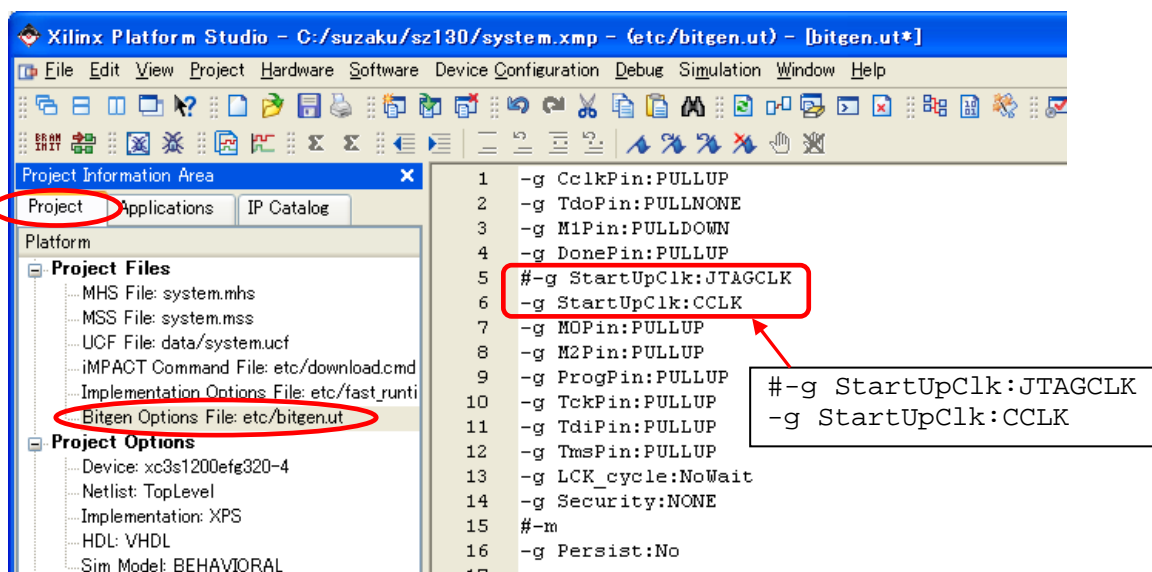 Xilinx Platform Studio - C:/suzaku/sz130/system.xmp - (etc/bitgen.ut) - [bitgen.ut*]
File Edit View Project Hardware Software Device Configuration Debug Simulation Window Help
BRAM INIT
Project Information Area
Project Applications IP Catalog
Platform
Project Files
MHS File: system.mhs
MSS File: system.mss
UCF File: data/system.ucf
iMPACT Command File: etc/download.cmd
Implementation Options File: etc/fast_runti
Bitgen Options File: etc/bitgen.ut
Project Options
Device: xc3s1200efg320-4
Netlist: TopLevel
Implementation: XPS
HDL: VHDL
Sim Model: BEHAVIORAL
1 -g CclkPin:PULLUP
2 -g TdoPin:PULLNONE
3 -g M1Pin:PULLDOWN
4 -g DonePin:PULLUP
5 #-g StartUpClk:JTAGCLK
6 -g StartUpClk:CCLK
7 -g M0Pin:PULLUP
8 -g M2Pin:PULLUP
9 -g ProgPin:PULLUP
10 -g TckPin:PULLUP
11 -g TdiPin:PULLUP
12 -g TmsPin:PULLUP
13 -g LCK_cycle:NoWait
14 -g Security:NONE
15 #-m
16 -g Persist:No
#-g StartUpClk:JTAGCLK
-g StartUpClk:CCLK